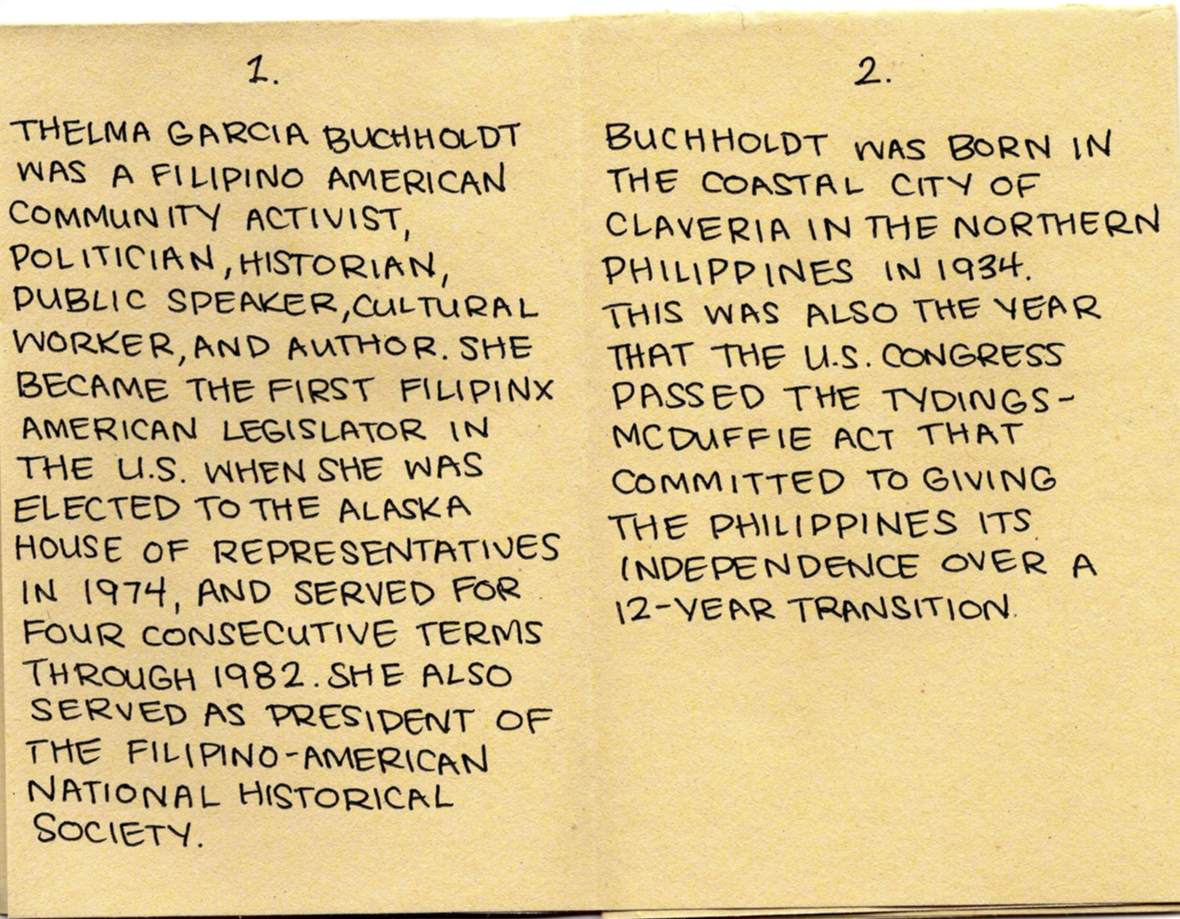 1.
THELMA GARCIA BUCHHOLDT
WAS A FILIPINO AMERICAN
COMMUNITY ACTIVIST,
POLITICIAN, HISTORIAN,
PUBLIC SPEAKER, CULTURAL
WORKER, AND AUTHOR. SHE
BECAME THE FIRST FILIPINX
AMERICAN LEGISLATOR IN
THE U.S. WHEN SHE WAS
ELECTED TO THE ALASKA
HOUSE OF REPRESENTATIVES
IN 1974, AND SERVED FOR
FOUR CONSECUTIVE TERMS
THROUGH 1982. SHE ALSO
SERVED AS PRESIDENT OF
THE FILIPINO-AMERICAN
NATIONAL HISTORICAL
SOCIETY.
2.
BUCHHOLDT WAS BORN IN
THE COASTAL CITY OF
CLAVERIA IN THE NORTHERN
PHILIPPINES IN 1934.
THIS WAS ALSO THE YEAR
THAT THE U.S. CONGRESS
PASSED THE TYDINGS-
MCDUFFIE ACT THAT
COMMITTED TO GIVING
THE PHILIPPINES ITS
INDEPENDENCE OVER A
12-YEAR TRANSITION.